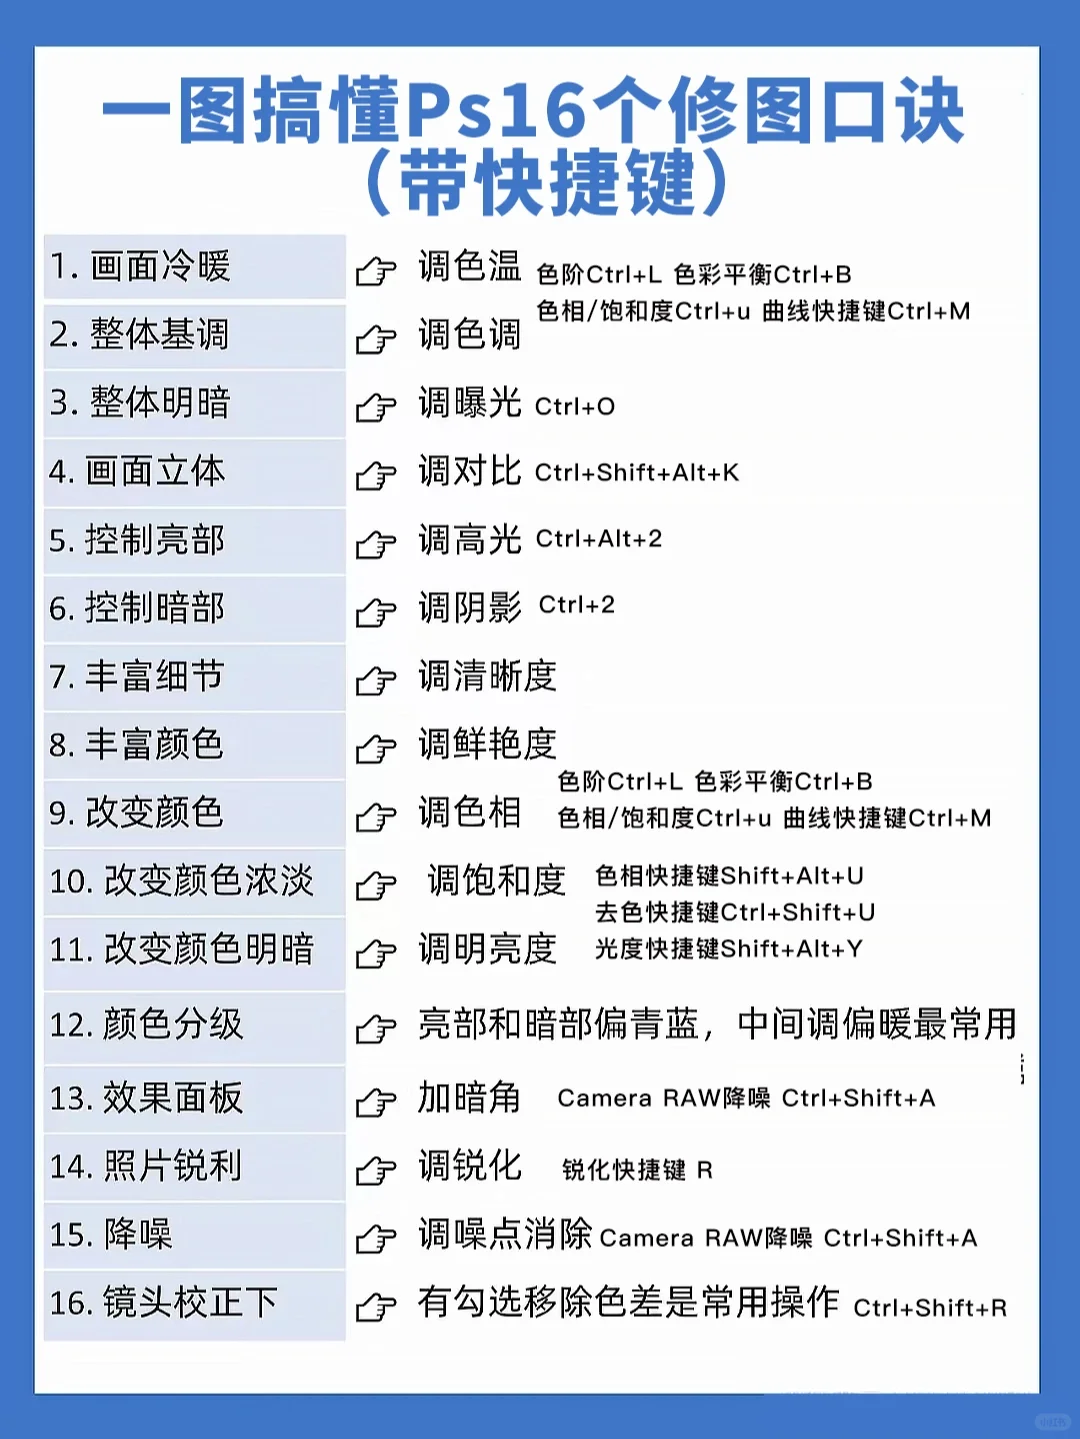 一图搞懂Ps16个修图口诀
（带快捷键）
1. 画面冷暖 调色温 色阶Ctrl+L 色彩平衡Ctrl+B
色相/饱和度Ctrl+u 曲线快捷键Ctrl+M
2. 整体基调 调色调
3. 整体明暗 调曝光 Ctrl+O
4. 画面立体 调对比 Ctrl+Shift+Alt+K
5. 控制亮部 调高光 Ctrl+Alt+2
6. 控制暗部 调阴影 Ctrl+2
7. 丰富细节 调清晰度
8. 丰富颜色 调鲜艳度
色阶Ctrl+L 色彩平衡Ctrl+B
9. 改变颜色 调色相 色相/饱和度Ctrl+u 曲线快捷键Ctrl+M
10. 改变颜色浓淡 调饱和度 色相快捷键Shift+Alt+U
去色快捷键Ctrl+Shift+U
11. 改变颜色明暗 调明亮度 光度快捷键Shift+Alt+Y
12. 颜色分级 亮部和暗部偏青蓝，中间调偏暖最常用
13. 效果面板 加暗角 Camera RAW降噪 Ctrl+Shift+A
14. 照片锐利 调锐化 锐化快捷键 R
15. 降噪 调噪点消除 Camera RAW降噪 Ctrl+Shift+A
16. 镜头校正下 有勾选移除色差是常用操作 Ctrl+Shift+R
小红书